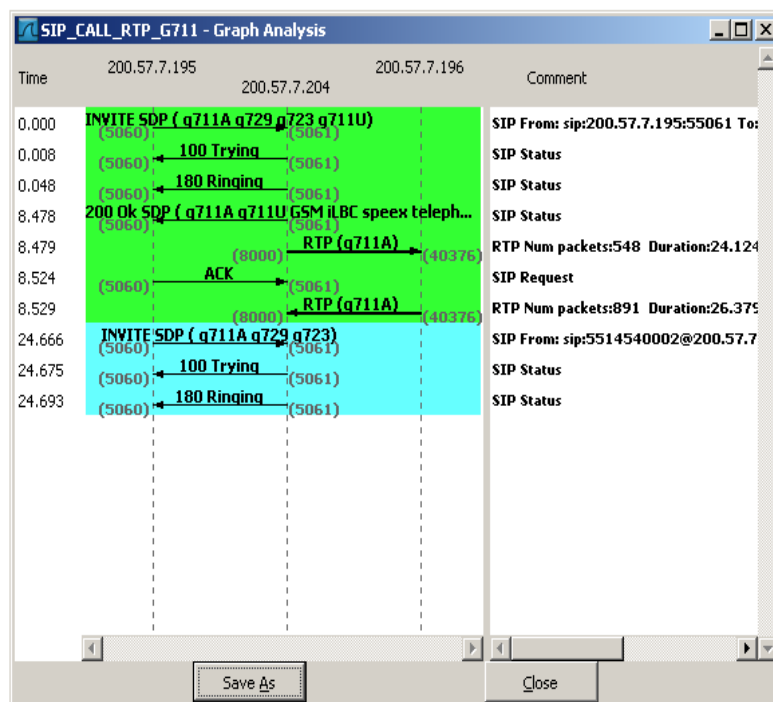 SIP_CALL_RTP_G711 - Graph Analysis
Time
200.57.7.195
200.57.7.204
200.57.7.196
Comment
0.000 INVITE SDP ( g711A g729 g723 g711U) (5060) (5061) SIP From: sip:200.57.7.195:55061 To:
0.008 100 Trying (5060) (5061) SIP Status
0.048 180 Ringing (5060) (5061) SIP Status
8.478 200 Ok SDP ( g711A g711U GSM iLBC speex teleph... (5060) (5061) SIP Status
8.479 RTP (g711A) (8000) (40376) RTP Num packets:548 Duration:24.124
8.524 ACK (5060) (5061) SIP Request
8.529 RTP (g711A) (8000) (40376) RTP Num packets:891 Duration:26.379
24.666 INVITE SDP ( g711A g729 g723) (5060) (5061) SIP From: sip:5514540002@200.57.7
24.675 100 Trying (5060) (5061) SIP Status
24.693 180 Ringing (5060) (5061) SIP Status
Save As
Close